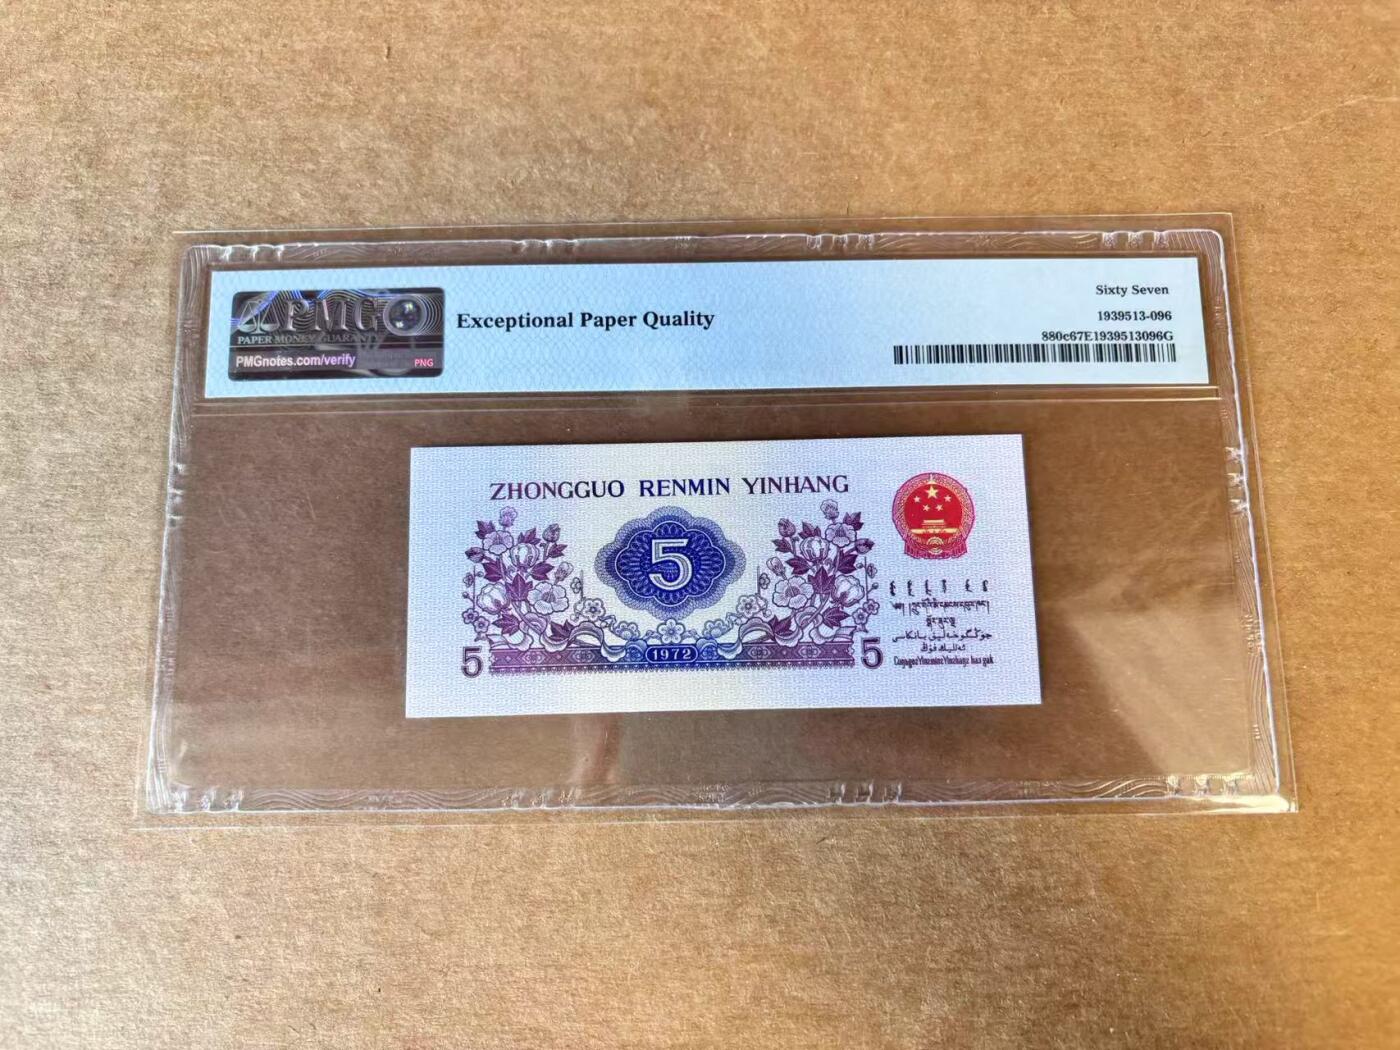 PMG
PAPER MONEY GUARANTY
PMGnotes.com/verify
PNG
Exceptional Paper Quality
Sixty Seven
1939513-096
880c67E1939513096G
ZHONGGUO RENMIN YINHANG
5
5
1972
5